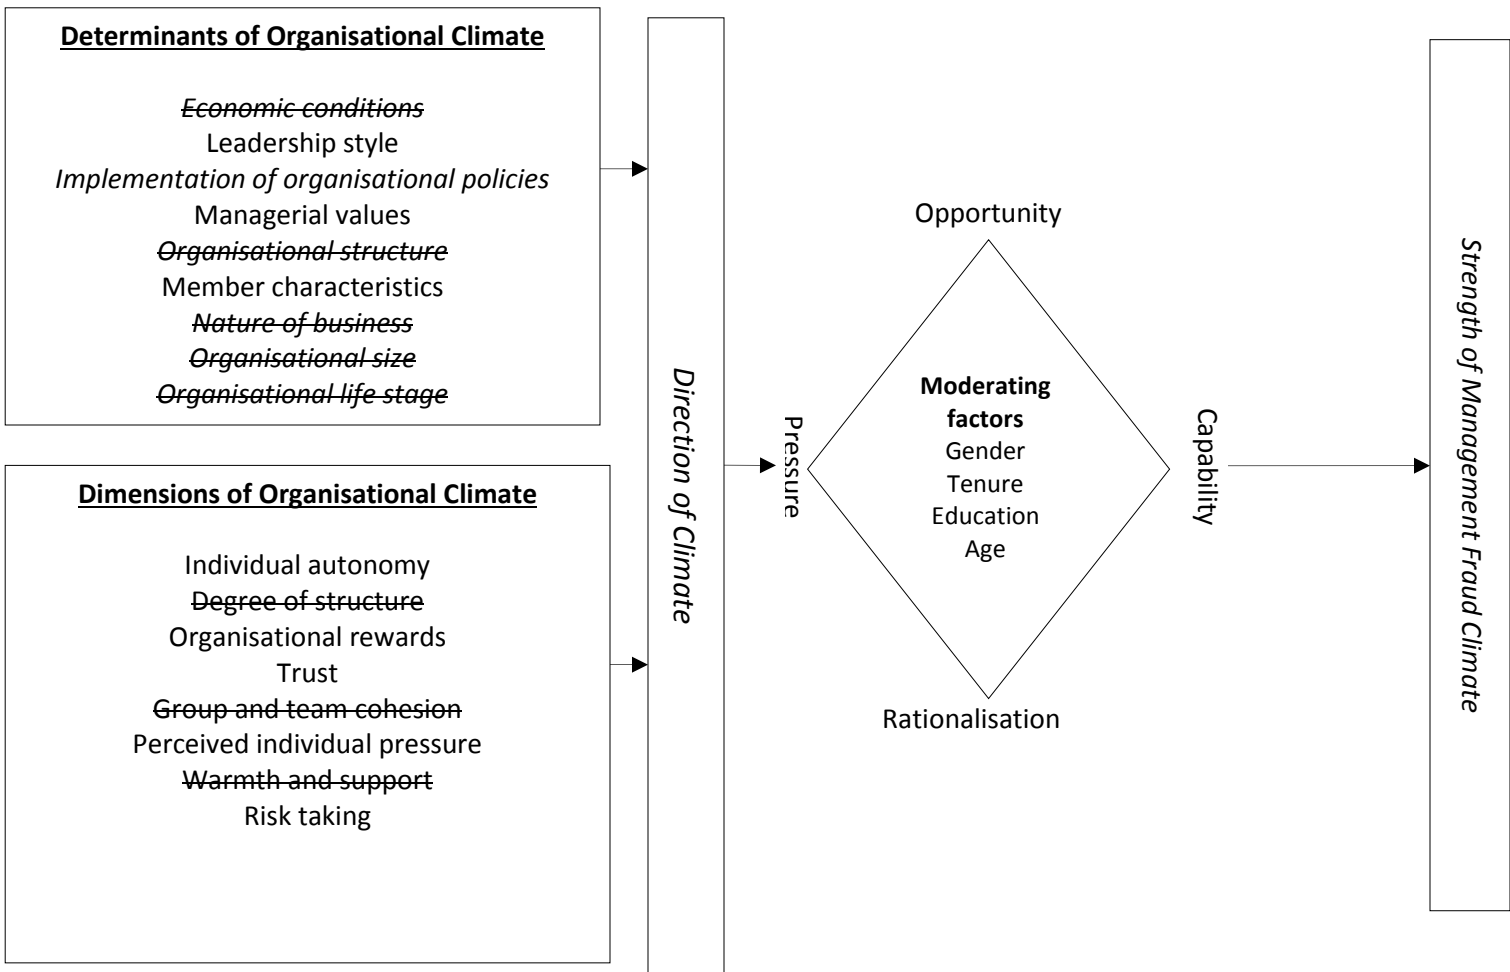 Determinants of Organisational Climate
Economic conditions
Leadership style
Implementation of organisational policies
Managerial values
Organisational structure
Member characteristics
Nature of business
Organisational size
Organisational life stage
Dimensions of Organisational Climate
Individual autonomy
Degree of structure
Organisational rewards
Trust
Group and team cohesion
Perceived individual pressure
Warmth and support
Risk taking
Direction of Climate
Pressure
Opportunity
Moderating
factors
Gender
Tenure
Education
Age
Rationalisation
Capability
Strength of Management Fraud Climate